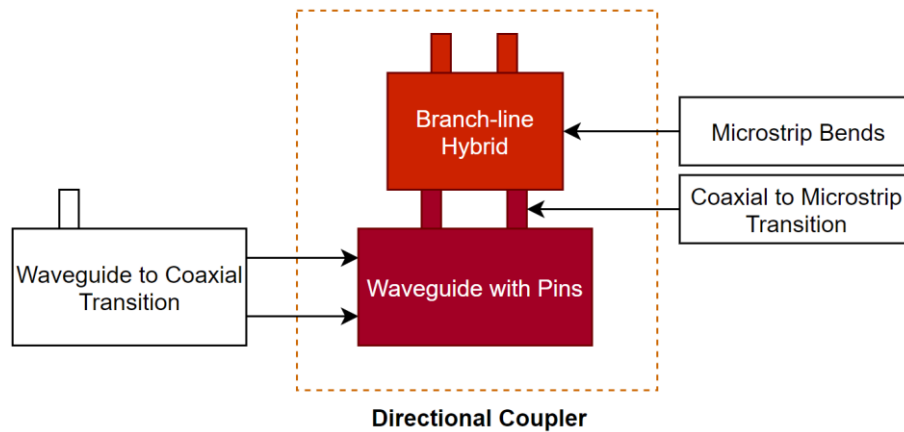 Branch-line
Hybrid
Microstrip Bends
Coaxial to Microstrip
Transition
Waveguide to Coaxial
Transition
Waveguide with Pins
Directional Coupler